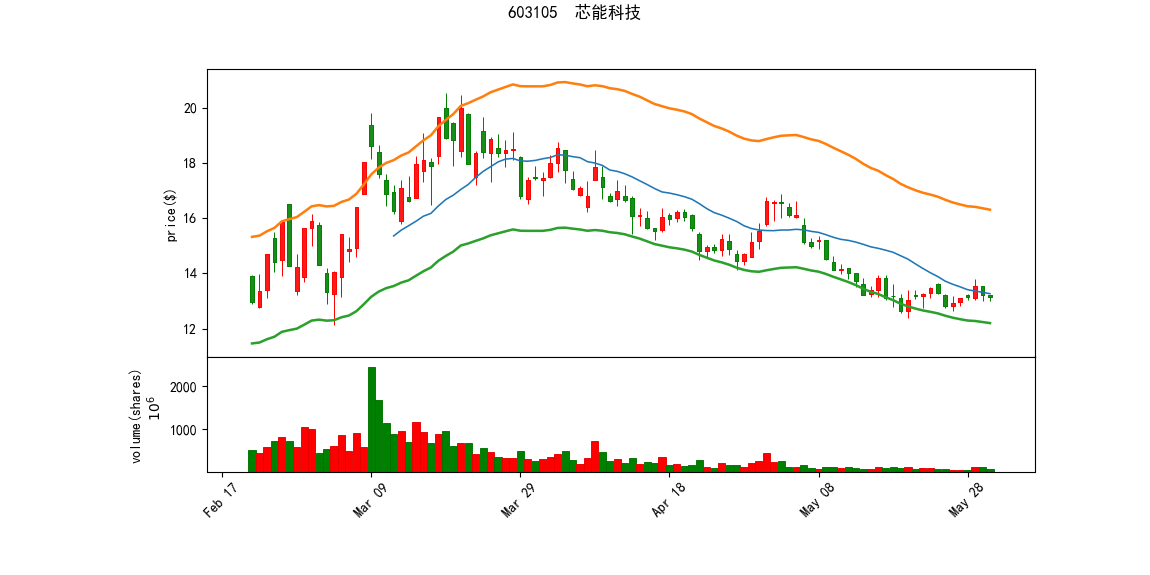 603105 芯能科技
price($)
20
18
16
14
12
volume(shares)
10^6
2000
1000
Feb 17
Mar 09
Mar 29
Apr 18
May 08
May 28